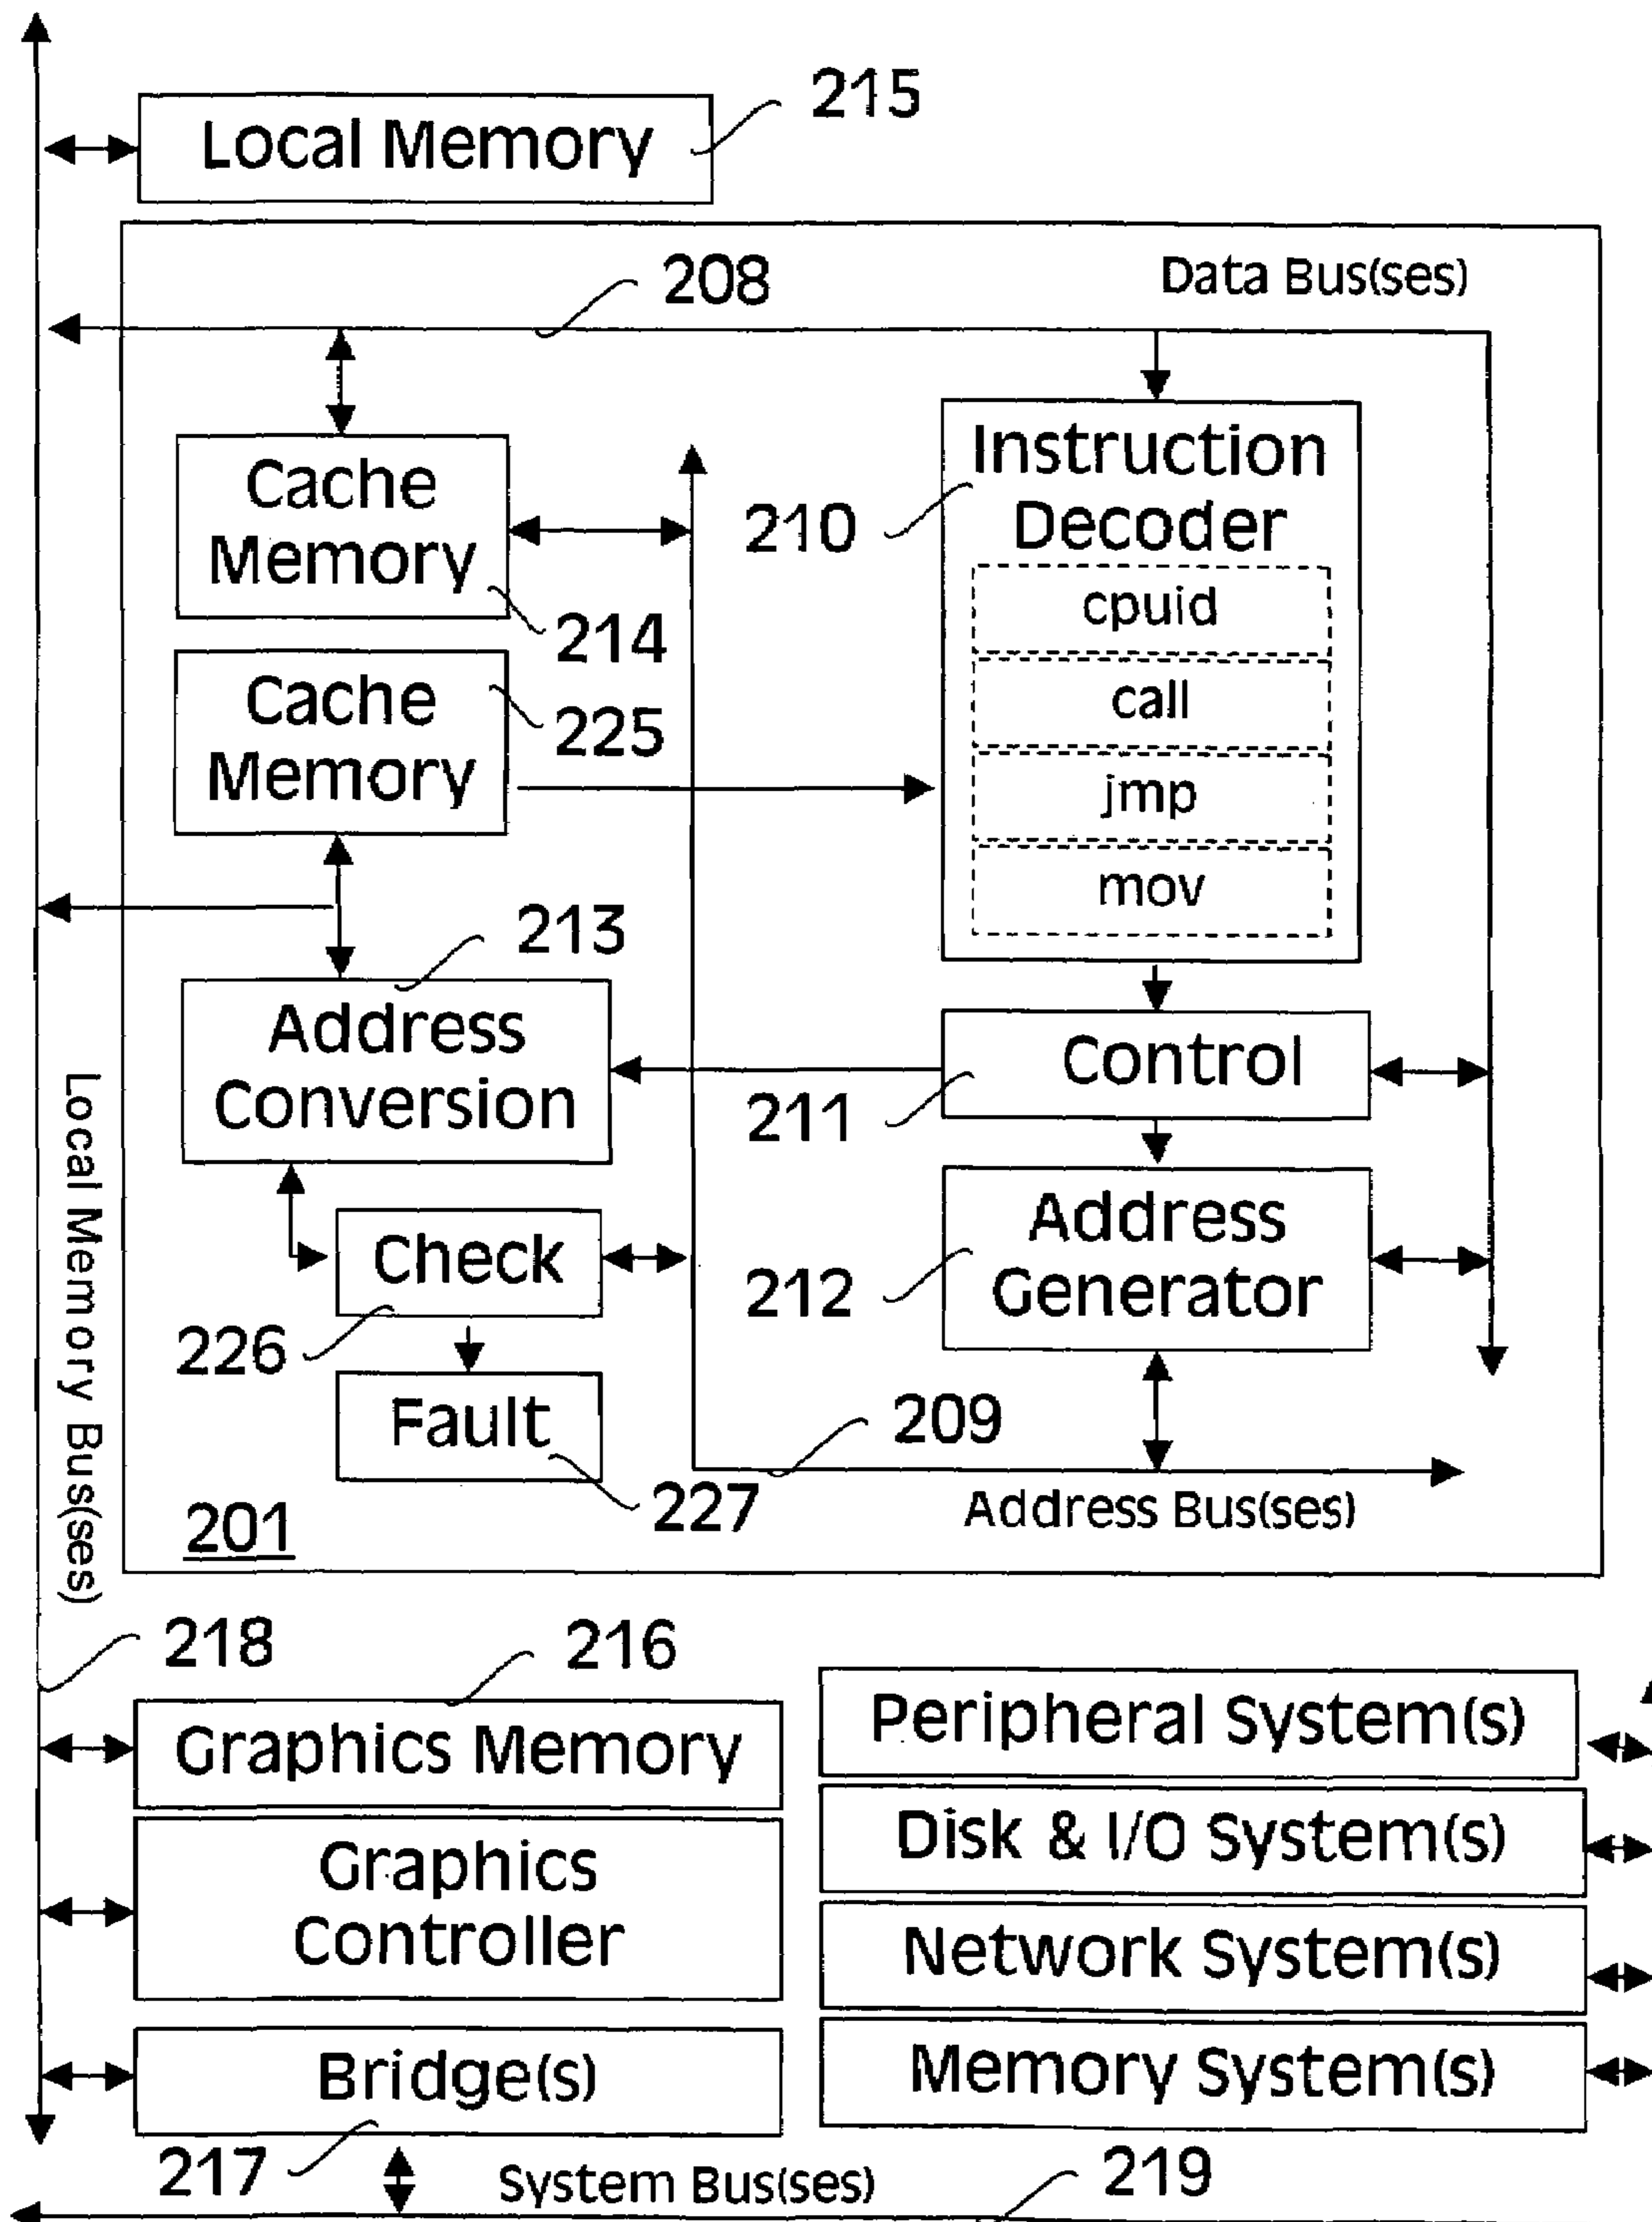 215
Local Memory
208
Data Bus(ses)
Cache
Memory
214
Instruction
Decoder
210
cpuid
call
jmp
mov
Cache
Memory
225
213
Address
Conversion
Control
211
Address
Generator
212
Check
226
Fault
227
209
Address Bus(ses)
201
Local Memory Bus(ses)
218
216
Graphics Memory
Graphics
Controller
Bridge(s)
217
Peripheral System(s)
Disk & I/O System(s)
Network System(s)
Memory System(s)
System Bus(ses)
219